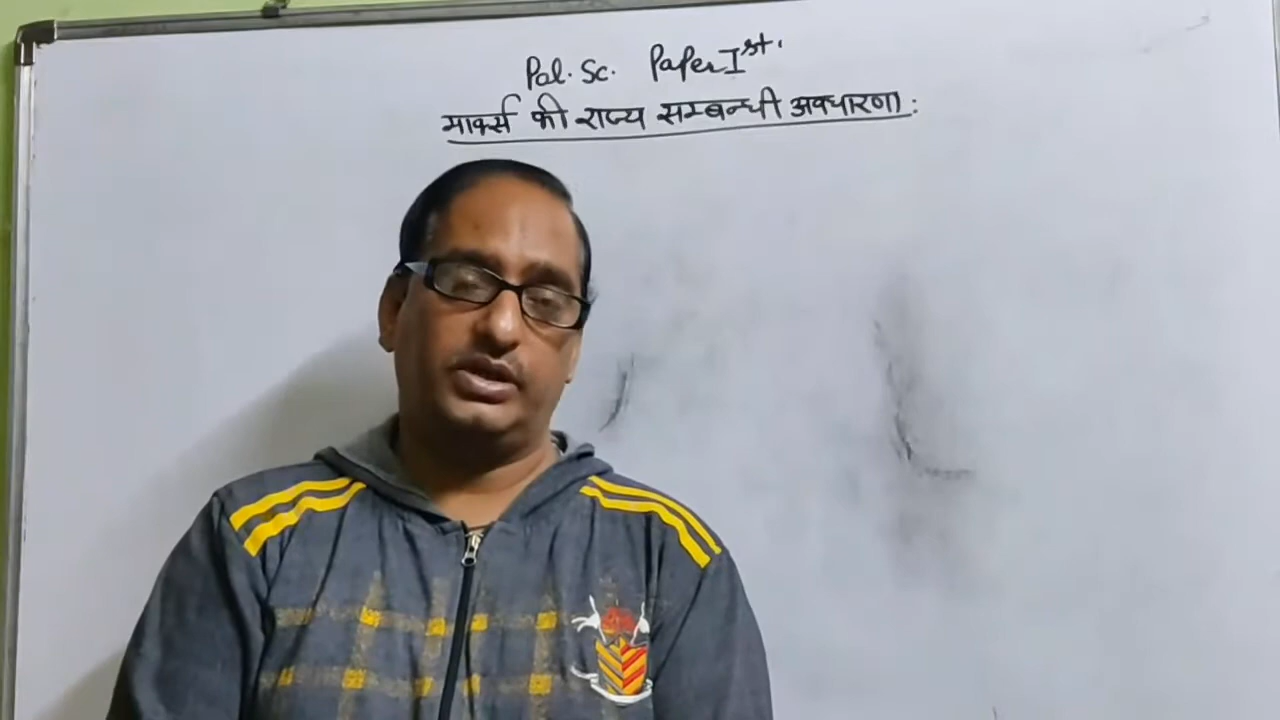 Pol. Sc. Paper Ist.
मार्क्स की राज्य सम्बन्धी अवधारणा :